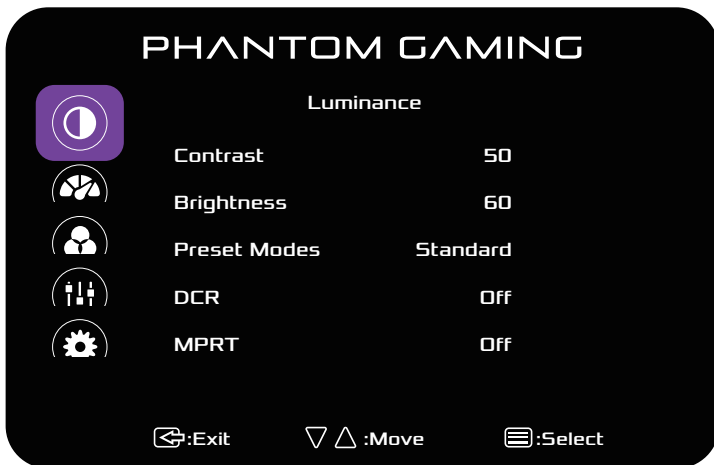 PHANTOM GAMING
Luminance
Contrast 50
Brightness 60
Preset Modes Standard
DCR Off
MPRT Off
:Exit :Move :Select